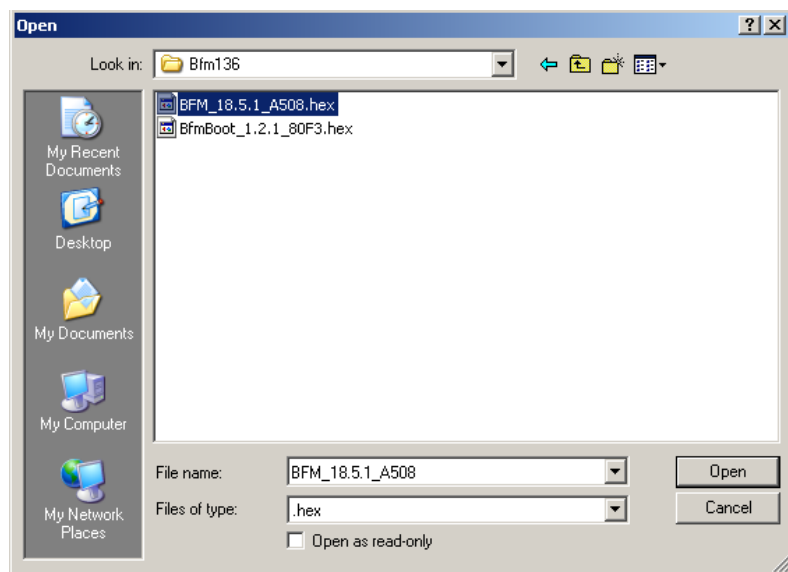 Open
Look in:
Bfm136
BFM_18.5.1_A508.hex
BfmBoot_1.2.1_80F3.hex
My Recent
Documents
Desktop
My Documents
My Computer
My Network
Places
File name:
BFM_18.5.1_A508
Open
Files of type:
.hex
Cancel
Open as read-only